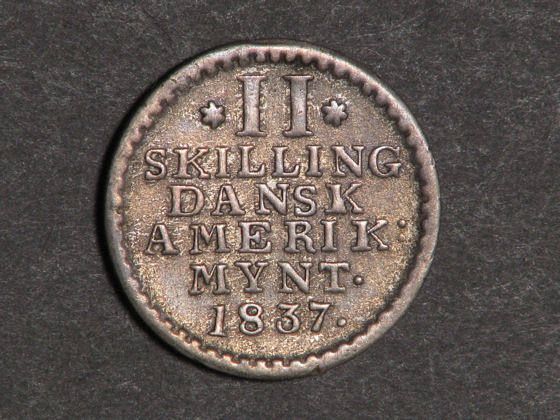 * II *
SKILLING
DANSK
AMERIK:
MYNT.
1837.